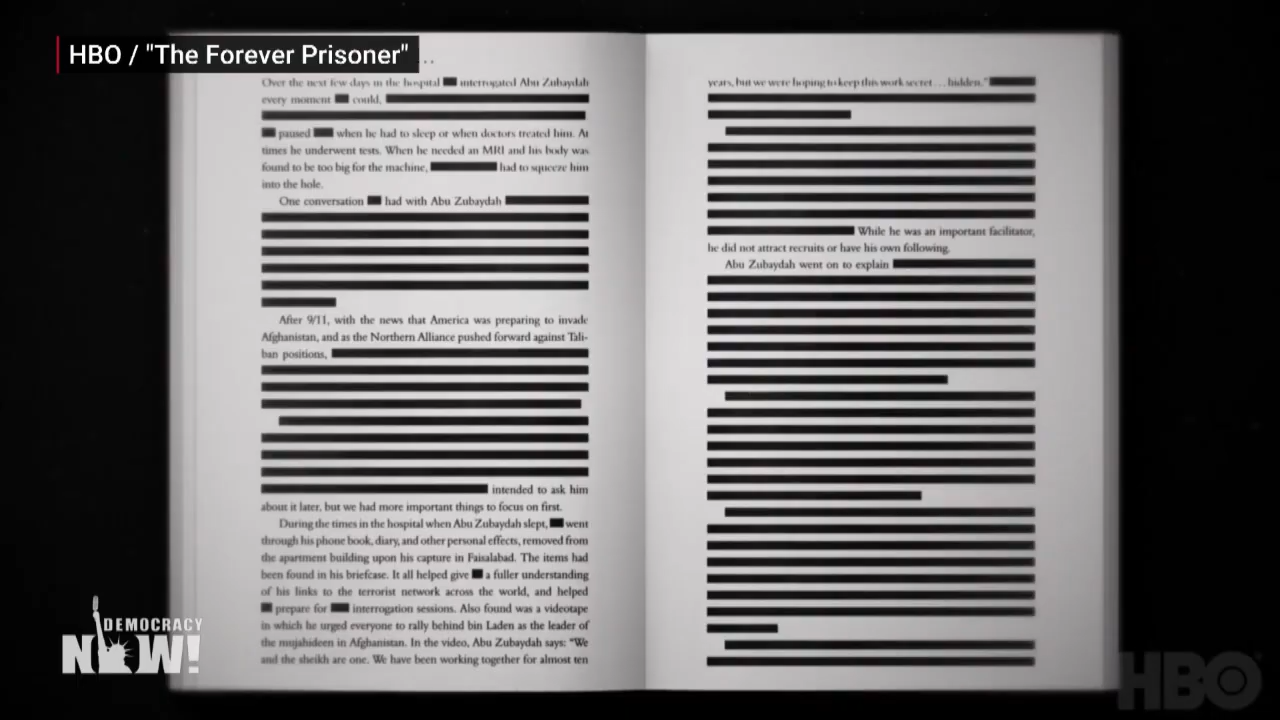 HBO / "The Forever Prisoner"
...
Over the next few days in the hospital interrogated Abu Zubaydah
every moment could,
paused when he had to sleep or when doctors treated him. At
times he underwent tests. When he needed an MRI and his body was
found to be too big for the machine, had to squeeze him
into the hole.
One conversation had with Abu Zubaydah
After 9/11, with the news that America was preparing to invade
Afghanistan, and as the Northern Alliance pushed forward against Tali-
ban positions,
intended to ask him
about it later, but we had more important things to focus on first.
During the times in the hospital when Abu Zubaydah slept, went
through his phone book, diary, and other personal effects, removed from
the apartment building upon his capture in Faisalabad. The items had
been found in his briefcase. It all helped give a fuller understanding
of his links to the terrorist network across the world, and helped
prepare for interrogation sessions. Also found was a videotape
in which he urged everyone to rally behind bin Laden as the leader of
the mujahideen in Afghanistan. In the video, Abu Zubaydah says: "We
and the sheikh are one. We have been working together for almost ten
years, but we were hoping to keep this work secret . . . hidden."
While he was an important facilitator,
he did not attract recruits or have his own following.
Abu Zubaydah went on to explain
DEMOCRACY
NOW!
HBO